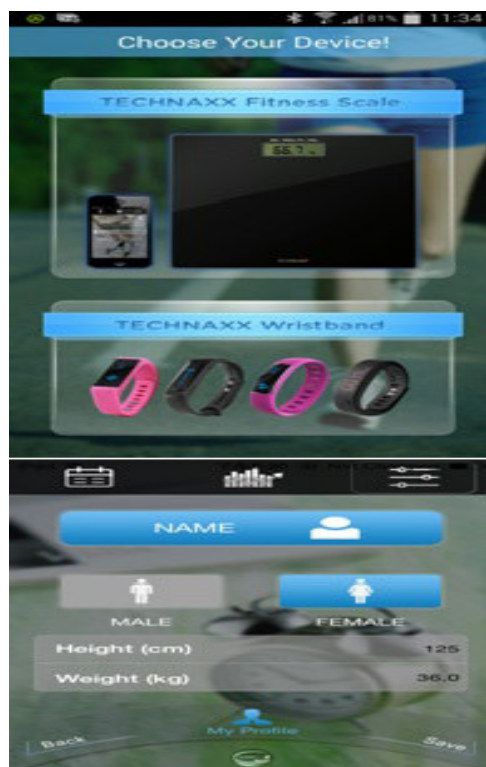 81% 11:34
Choose Your Device!
TECHNAXX Fitness Scale
TECHNAXX Wristband
NAME
MALE FEMALE
Height (cm) 125
Weight (kg) 36.0
My Profile
Back Save